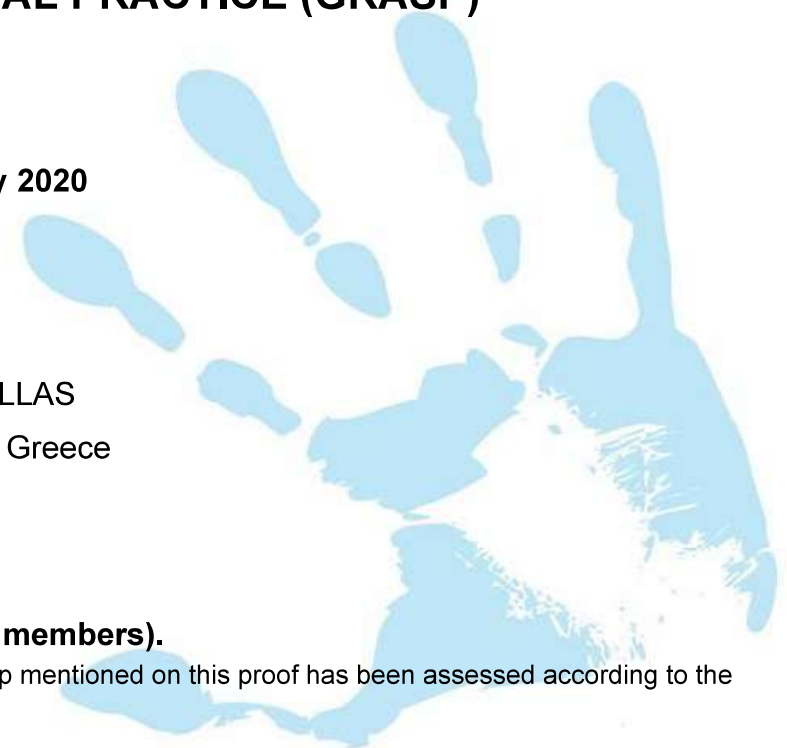 AL PRACTICE (GRASP)
y 2020
LLAS
Greece
members).
p mentioned on this proof has been assessed according to the